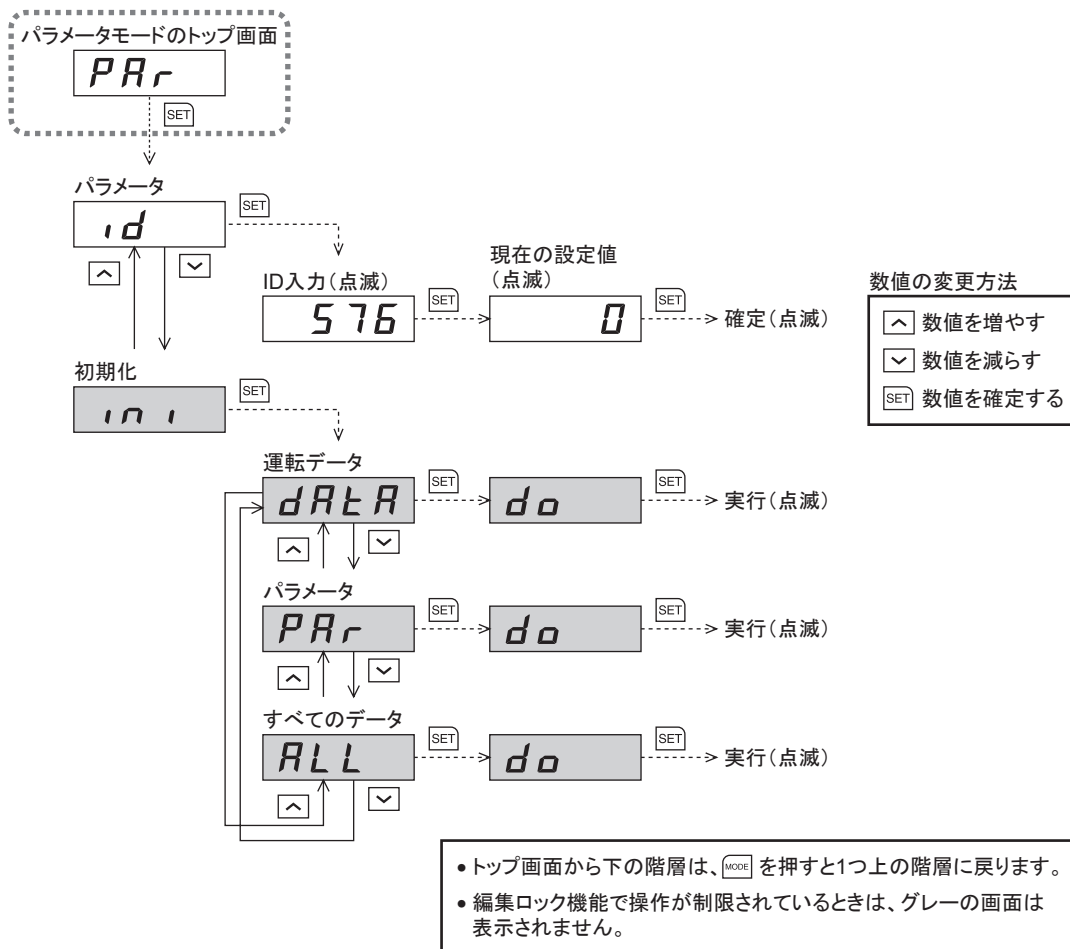 パラメータモードのトップ画面
PAr
SET
パラメータ
id
SET
ID入力(点滅)
576
SET
現在の設定値
(点滅)
0
SET
確定(点滅)
数値の変更方法
数値を増やす
数値を減らす
SET 数値を確定する
初期化
ini
SET
運転データ
dAtA
SET
do
SET
実行(点滅)
パラメータ
PAr
SET
do
SET
実行(点滅)
すべてのデータ
ALL
SET
do
SET
実行(点滅)
• トップ画面から下の階層は、MODE を押すと1つ上の階層に戻ります。
• 編集ロック機能で操作が制限されているときは、グレーの画面は
表示されません。